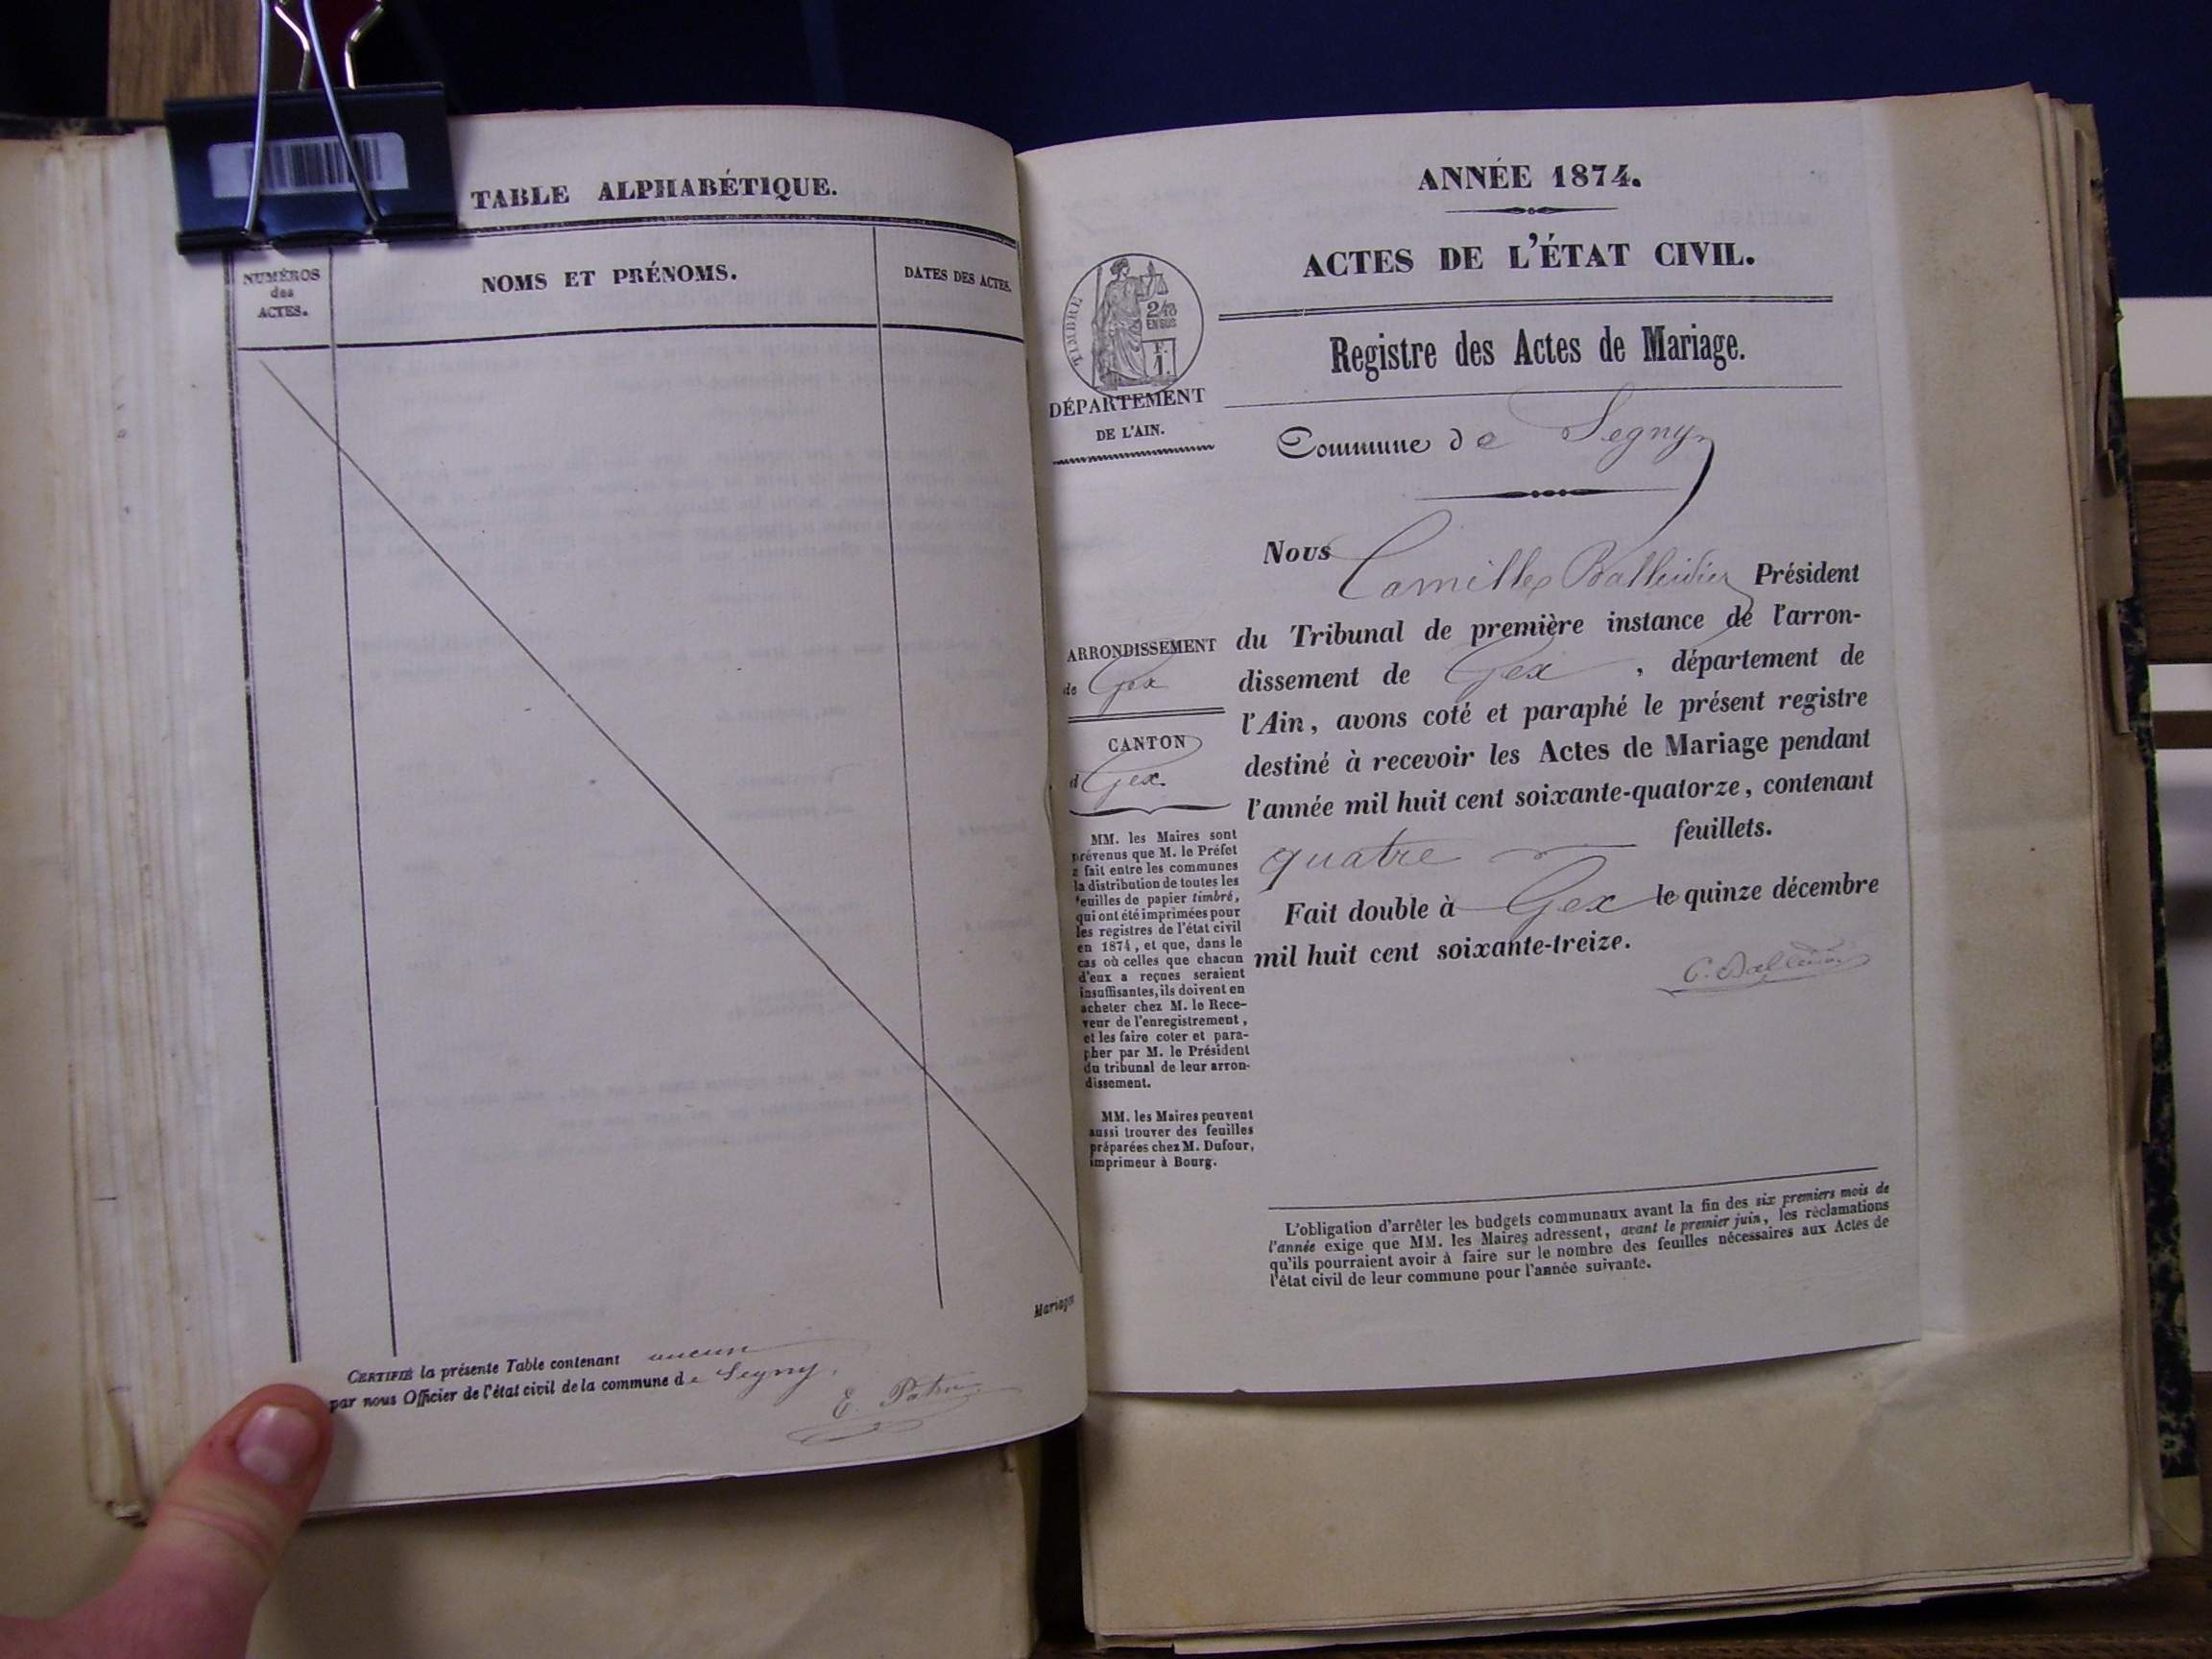 TABLE ALPHABÉTIQUE.
NUMÉROS
des
ACTES.
NOMS ET PRÉNOMS.
DATES DES ACTES.
Mariages
CERTIFIÉ la présente Table contenant aucun
par nous Officier de l'état civil de la commune de Segny.
ANNÉE 1874.
ACTES DE L'ÉTAT CIVIL.
TIMBRE
2/10
EN SUS
F.
1.
DÉPARTEMENT
DE L'AIN.
Registre des Actes de Mariage.
Commune de Segny
ARRONDISSEMENT
de Gex
CANTON
d Gex
MM. les Maires sont
prévenus que M. le Préfet
a fait entre les communes
la distribution de toutes les
feuilles de papier timbré,
qui ont été imprimées pour
les registres de l'état civil
en 1874, et que, dans le
cas où celles que chacun
d'eux a reçues seraient
insuffisantes, ils doivent en
acheter chez M. le Rece-
veur de l'enregistrement,
et les faire coter et para-
pher par M. le Président
du tribunal de leur arron-
dissement.
MM. les Maires peuvent
aussi trouver des feuilles
préparées chez M. Dufour,
imprimeur à Bourg.
Nous Camille Balleidier Président
du Tribunal de première instance de l'arron-
dissement de Gex, département de
l'Ain, avons coté et paraphé le présent registre
destiné à recevoir les Actes de Mariage pendant
l'année mil huit cent soixante-quatorze, contenant
quatre feuillets.
Fait double à Gex le quinze décembre
mil huit cent soixante-treize.
C. Balleidier
L'obligation d'arrêter les budgets communaux avant la fin des six premiers mois de
l'année exige que MM. les Maires adressent, avant le premier juin, les réclamations
qu'ils pourraient avoir à faire sur le nombre des feuilles nécessaires aux Actes de
l'état civil de leur commune pour l'année suivante.